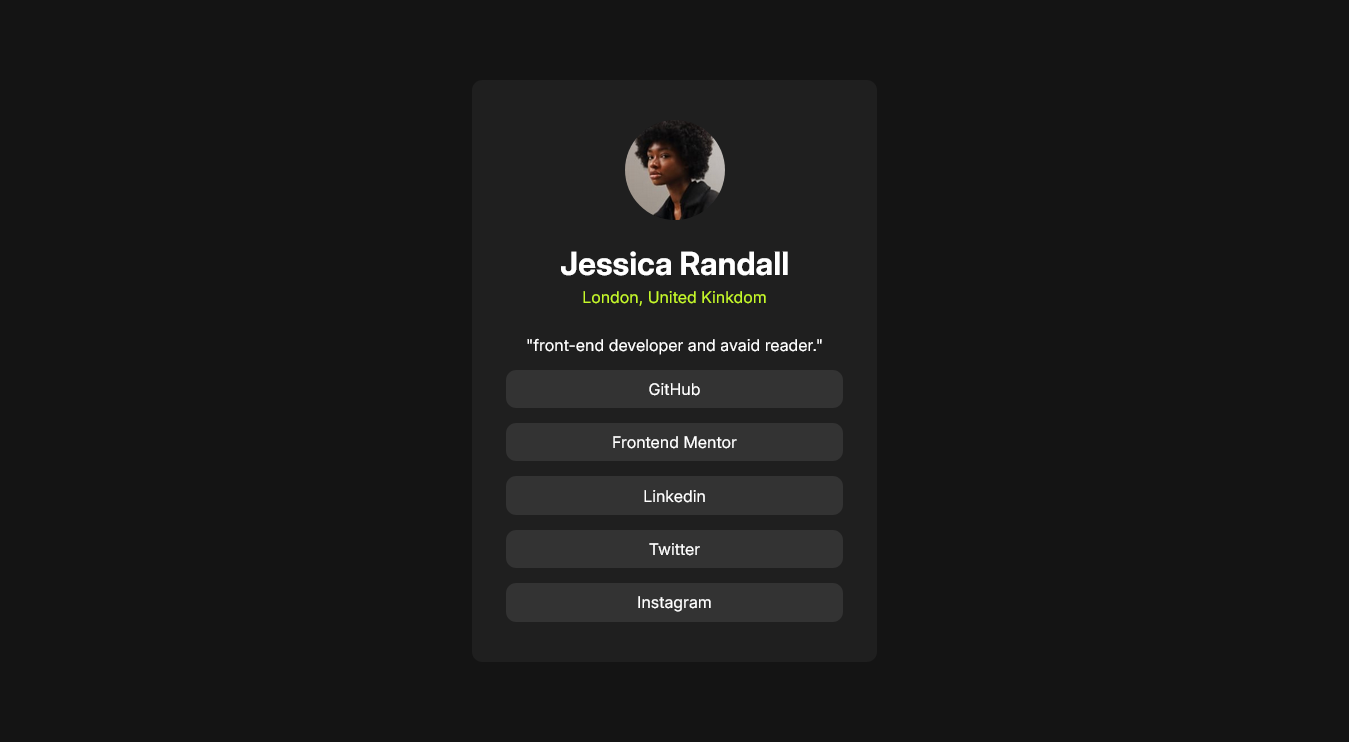 Jessica Randall
London, United Kinkdom
"front-end developer and avaid reader."
GitHub
Frontend Mentor
Linkedin
Twitter
Instagram